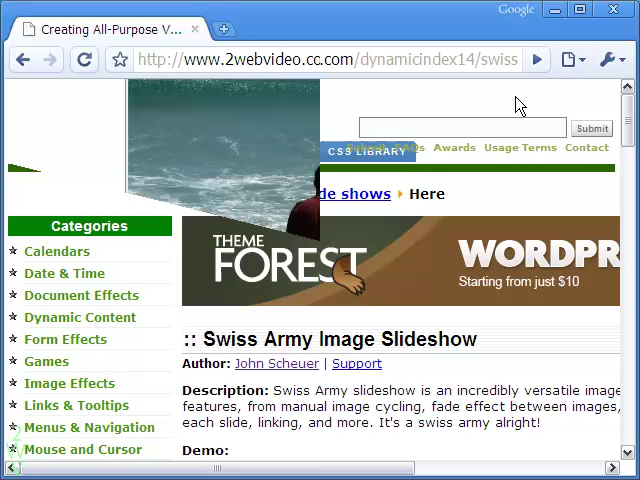 Google
Creating All-Purpose V...
http://www.2webvideo.cc.com/dynamicindex14/swiss
Submit
Submit FAQs Awards Usage Terms Contact
CSS LIBRARY
de shows Here
Categories
Calendars
Date & Time
Document Effects
Dynamic Content
Form Effects
Games
Image Effects
Links & Tooltips
Menus & Navigation
Mouse and Cursor
THEME
FOREST
WORDPR
Starting from just $10
:: Swiss Army Image Slideshow
Author: John Scheuer | Support
Description: Swiss Army slideshow is an incredibly versatile image
features, from manual image cycling, fade effect between images,
each slide, linking, and more. It's a swiss army alright!
Demo: